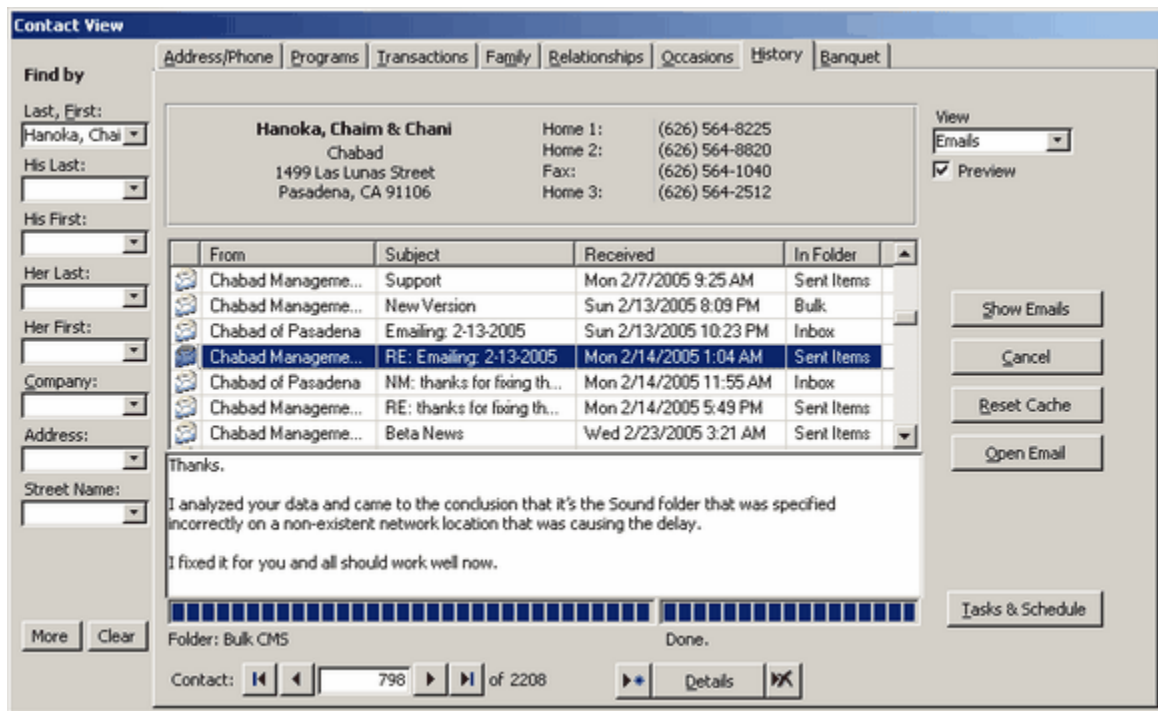 Contact View
Address/Phone Programs Transactions Family Relationships Occasions History Banquet
Find by
Last, First:
Hanoka, Chai
His Last:
His First:
Her Last:
Her First:
Company:
Address:
Street Name:
More Clear
Hanoka, Chaim & Chani
Chabad
1499 Las Lunas Street
Pasadena, CA 91106
Home 1: (626) 564-8225
Home 2: (626) 564-8820
Fax: (626) 564-1040
Home 3: (626) 564-2512
View
Emails
Preview
From Subject Received In Folder
Chabad Manageme... Support Mon 2/7/2005 9:25 AM Sent Items
Chabad Manageme... New Version Sun 2/13/2005 8:09 PM Bulk
Chabad of Pasadena Emailing: 2-13-2005 Sun 2/13/2005 10:23 PM Inbox
Chabad Manageme... RE: Emailing: 2-13-2005 Mon 2/14/2005 1:04 AM Sent Items
Chabad of Pasadena NM: thanks for fixing th... Mon 2/14/2005 11:55 AM Inbox
Chabad Manageme... RE: thanks for fixing th... Mon 2/14/2005 5:49 PM Sent Items
Chabad Manageme... Beta News Wed 2/23/2005 3:21 AM Sent Items
Thanks.
I analyzed your data and came to the conclusion that it's the Sound folder that was specified
incorrectly on a non-existent network location that was causing the delay.
I fixed it for you and all should work well now.
Show Emails
Cancel
Reset Cache
Open Email
Tasks & Schedule
Folder: Bulk CMS Done.
Contact: 798 of 2208 Details